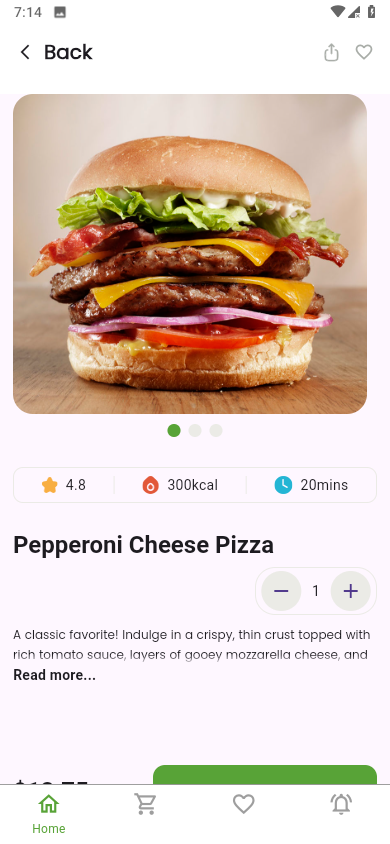 7:14
Back
4.8
300kcal
20mins
Pepperoni Cheese Pizza
1
A classic favorite! Indulge in a crispy, thin crust topped with
rich tomato sauce, layers of gooey mozzarella cheese, and
Read more...
Home